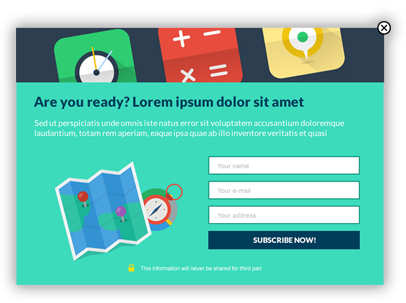 Are you ready? Lorem ipsum dolor sit amet
Sed ut perspiciatis unde omnis iste natus error sit voluptatem accusantium doloremque
laudantium, totam rem aperiam, eaque ipsa quae ab illo inventore veritatis et quasi
Your name
Your e-mail
Your address
SUBSCRIBE NOW!
This information will never be shared for third part